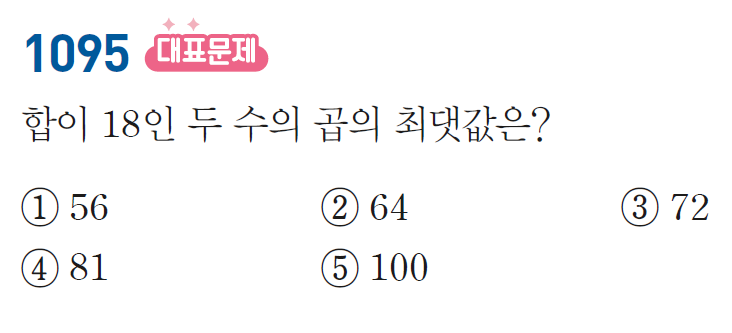 1095 대표문제
합이 18인 두 수의 곱의 최댓값은?
① 56 ② 64 ③ 72
④ 81 ⑤ 100